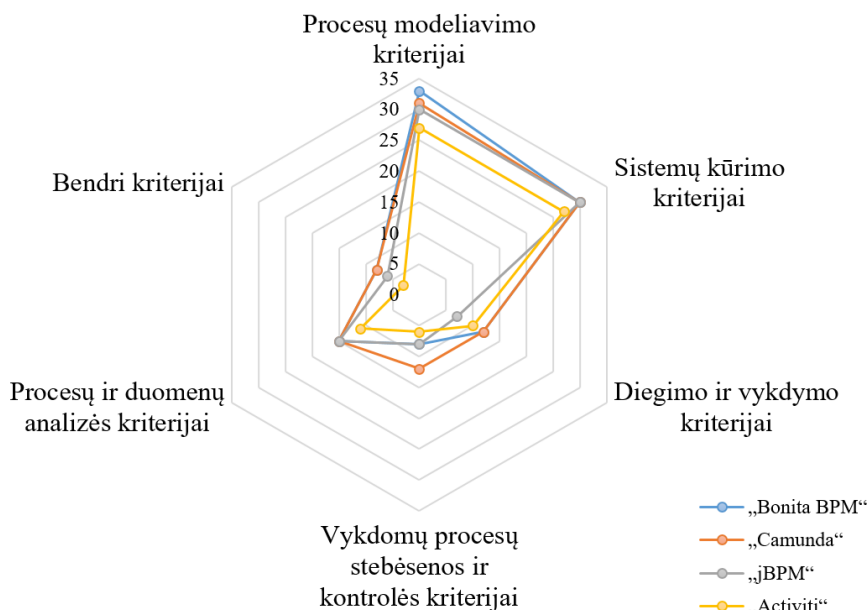 Procesų modeliavimo
kriterijai
35
30
25
20
15
10
5
0
Sistemų kūrimo
kriterijai
Diegimo ir vykdymo
kriterijai
Vykdomų procesų
stebėsenos ir
kontrolės kriterijai
Procesų ir duomenų
analizės kriterijai
Bendri kriterijai
„Bonita BPM“
„Camunda“
„jBPM“
„Activiti“